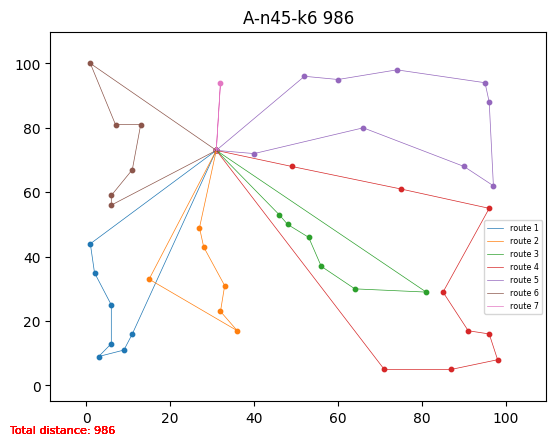 A-n45-k6 986
100
80
60
40
20
0
route 1
route 2
route 3
route 4
route 5
route 6
route 7
0 20 40 60 80 100
Total distance: 986